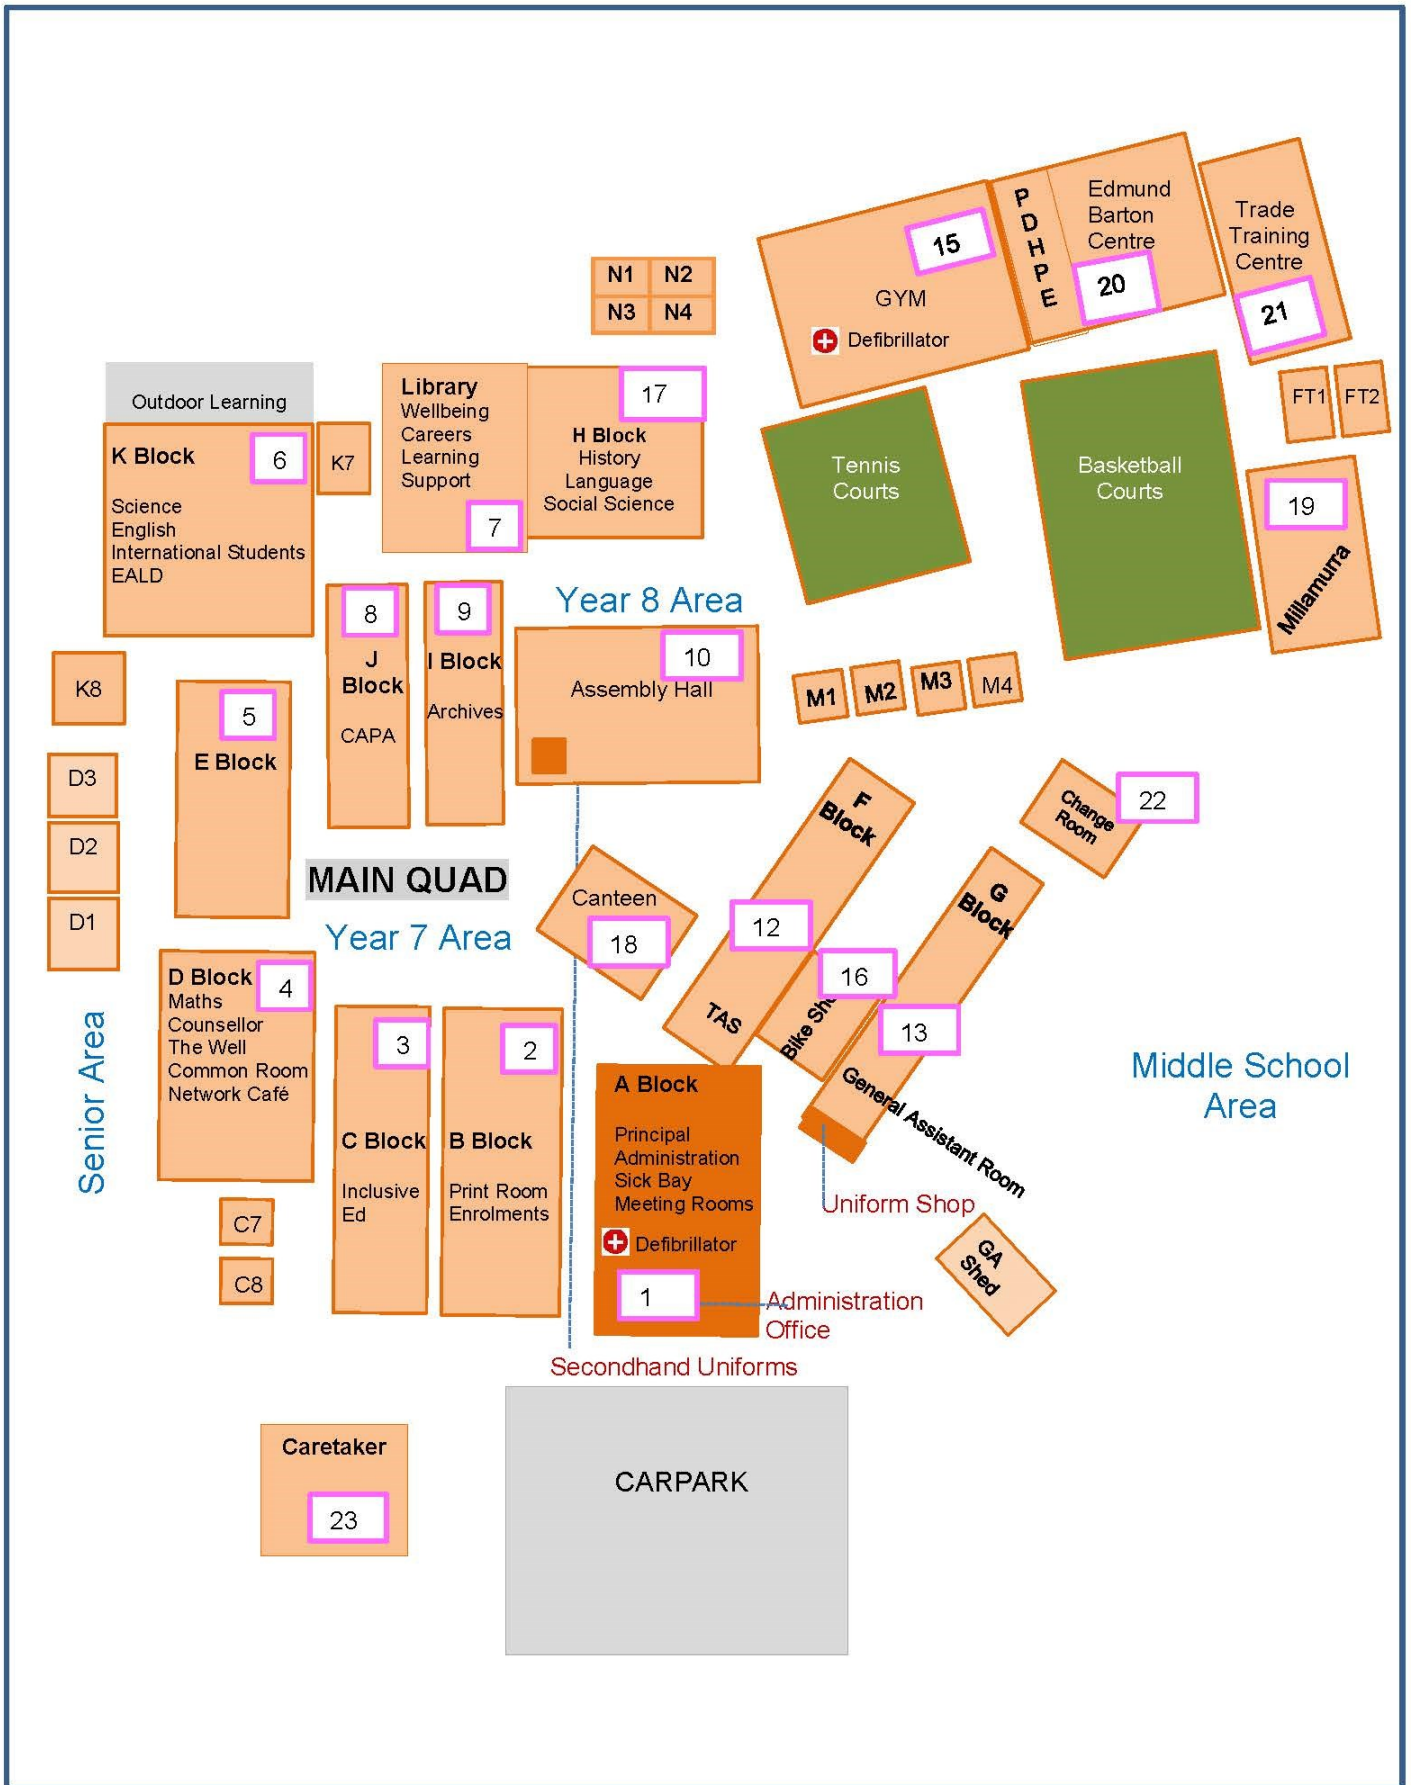 P
D
H
P
E
Edmund
Barton
Centre
20
Trade
Training
Centre
21
15
GYM
Defibrillator
N1 N2
N3 N4
FT1 FT2
Outdoor Learning
K Block
6
Science
English
International Students
EALD
K7
Library
Wellbeing
Careers
Learning
Support
7
17
H Block
History
Language
Social Science
Tennis
Courts
Basketball
Courts
19
Millamurra
Year 8 Area
8
J
Block
CAPA
9
I Block
Archives
10
Assembly Hall
M1 M2 M3 M4
K8
5
E Block
D3
D2
D1
MAIN QUAD
Year 7 Area
Canteen
18
F
Block
12
TAS
16
Bike
G
Block
13
General Assistant Room
Change
Room
22
Middle School
Area
Senior Area
D Block
4
Maths
Counsellor
The Well
Common Room
Network Café
3
C Block
Inclusive
Ed
2
B Block
Print Room
Enrolments
A Block
Principal
Administration
Sick Bay
Meeting Rooms
Defibrillator
1
Administration
Office
Uniform Shop
GA
Shed
C7
C8
Secondhand Uniforms
Caretaker
23
CARPARK